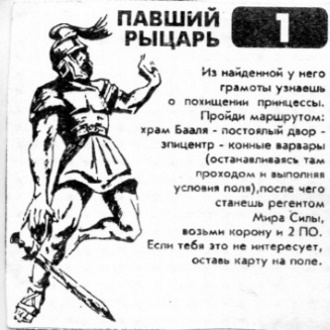 ПАВШИЙ
РЫЦАРЬ
1
Из найденной у него
грамоты узнаешь
о похищении принцессы.
Пройди маршрутом:
храм Бааля - постоялый двор -
эпицентр - конные варвары
(останавливаясь там
проходом и выполняя
условия поля),после чего
станешь регентом
Мира Силы,
возьми корону и 2 ПО.
Если тебя это не интересует,
оставь карту на поле.